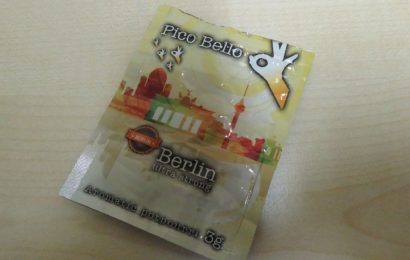 Pico Bello
Berlin
ultra strong
Aromatic potpourri 3g